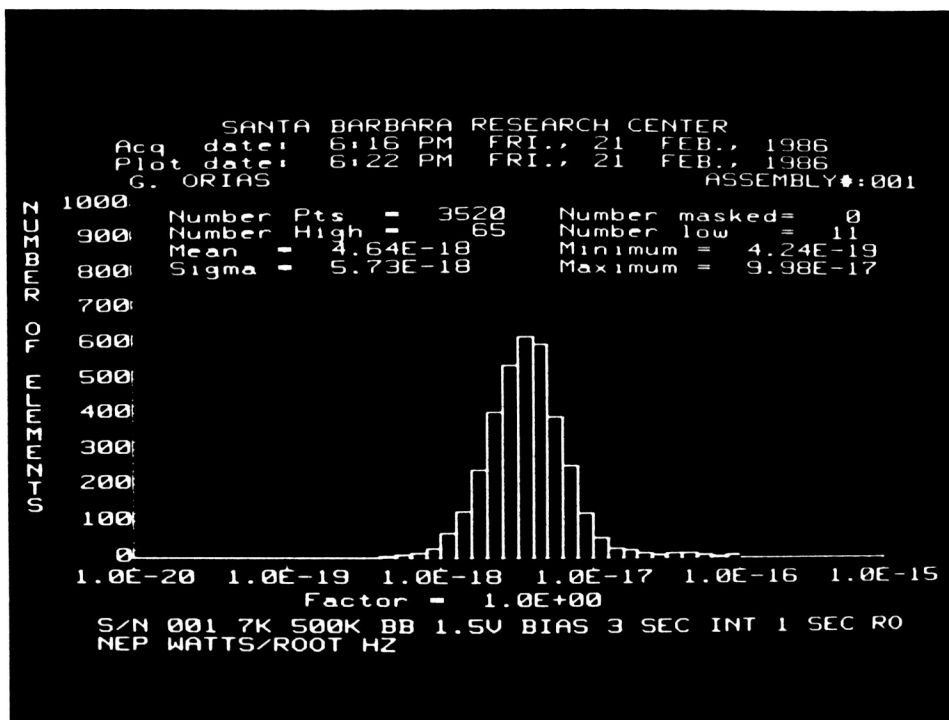 SANTA BARBARA RESEARCH CENTER
Acq date: 6:16 PM FRI., 21 FEB., 1986
Plot date: 6:22 PM FRI., 21 FEB., 1986
G. ORIAS ASSEMBLY#:001
NUMBER OF ELEMENTS
Number Pts = 3520 Number masked= 0
Number High = 65 Number low = 11
Mean = 4.64E-18 Minimum = 4.24E-19
Sigma = 5.73E-18 Maximum = 9.98E-17
1000
900
800
700
600
500
400
300
200
100
0
1.0E-20 1.0E-19 1.0E-18 1.0E-17 1.0E-16 1.0E-15
Factor = 1.0E+00
S/N 001 7K 500K BB 1.5V BIAS 3 SEC INT 1 SEC RO
NEP WATTS/ROOT HZ